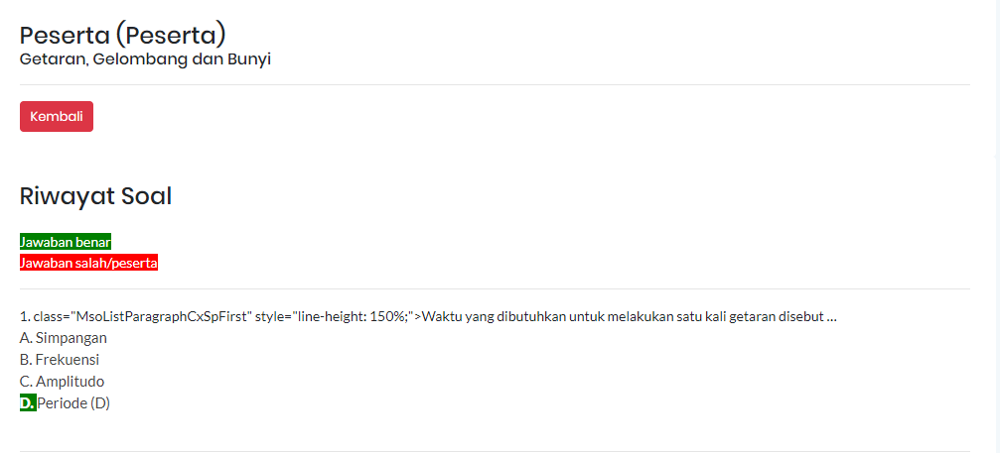 Peserta (Peserta)
Getaran, Gelombang dan Bunyi
Kembali
Riwayat Soal
Jawaban benar
Jawaban salah/peserta
1. class="MsoListParagraphCxSpFirst" style="line-height: 150%;">Waktu yang dibutuhkan untuk melakukan satu kali getaran disebut ...
A. Simpangan
B. Frekuensi
C. Amplitudo
D. Periode (D)